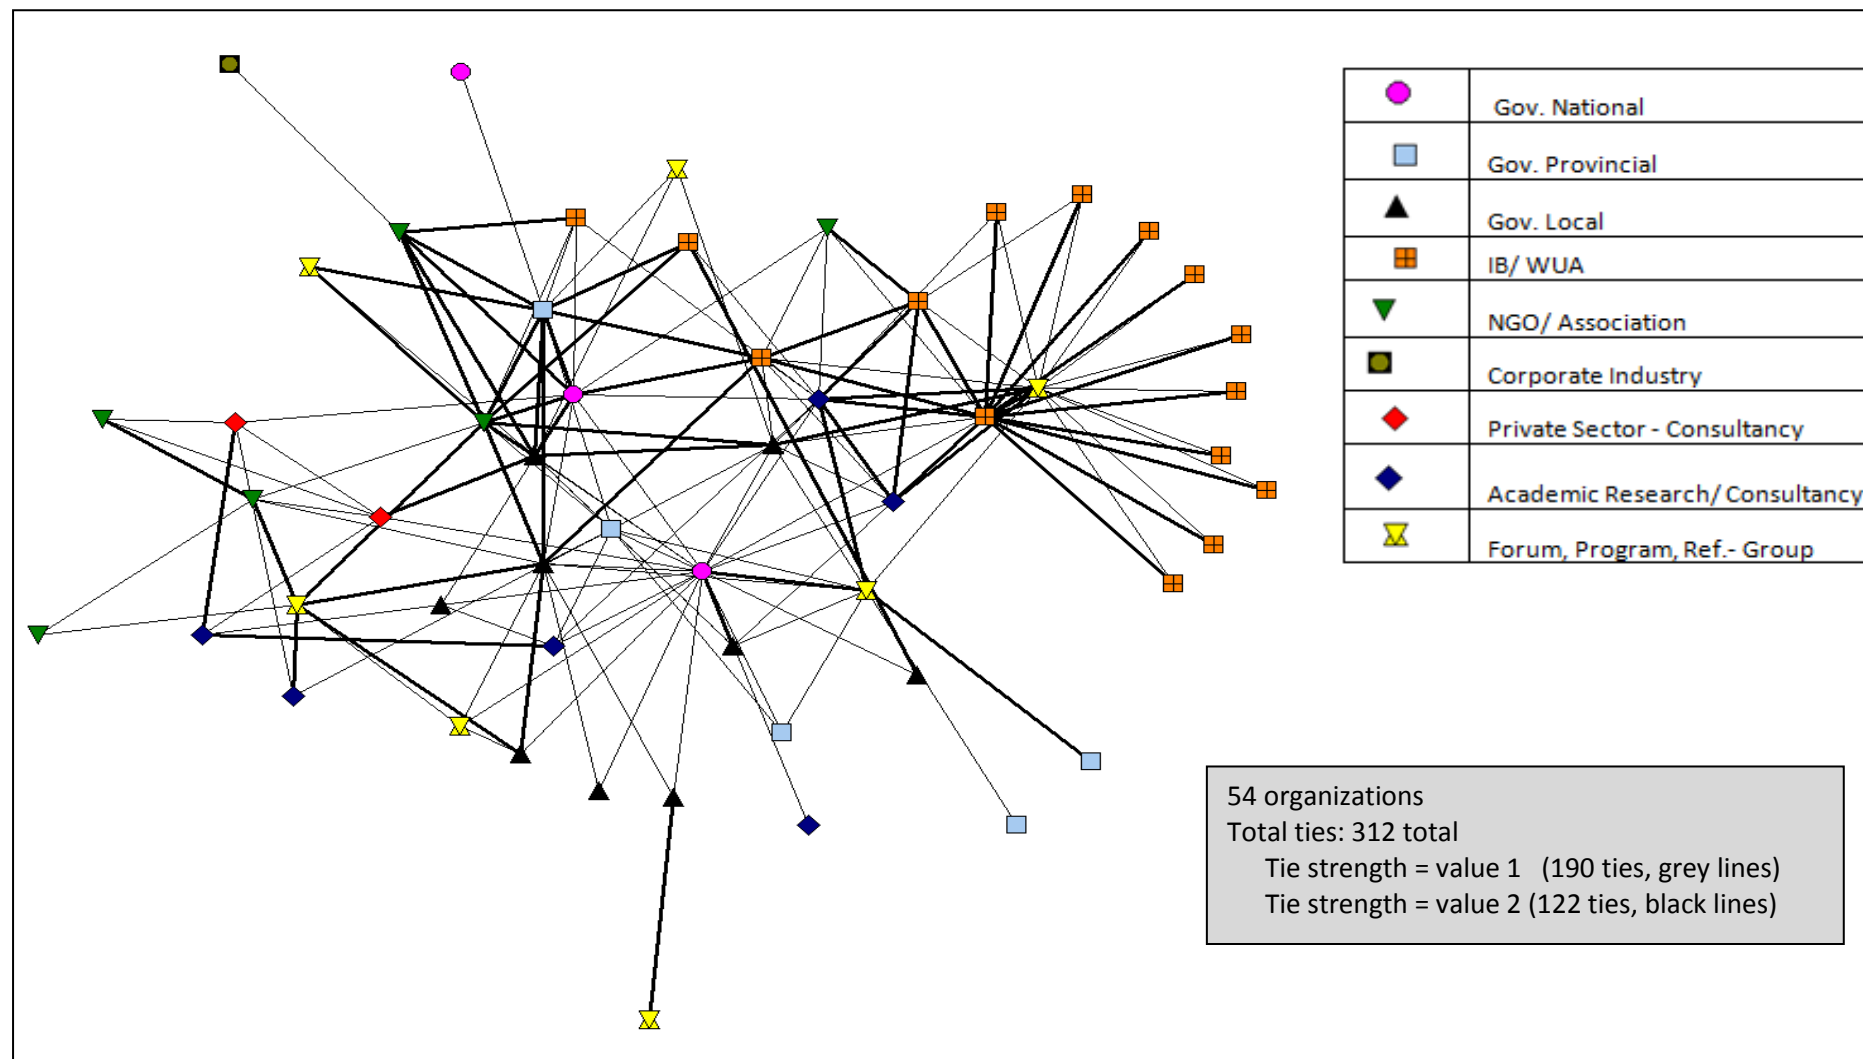 Gov. National
Gov. Provincial
Gov. Local
IB/ WUA
NGO/ Association
Corporate Industry
Private Sector - Consultancy
Academic Research/ Consultancy
Forum, Program, Ref.- Group
54 organizations
Total ties: 312 total
Tie strength = value 1 (190 ties, grey lines)
Tie strength = value 2 (122 ties, black lines)